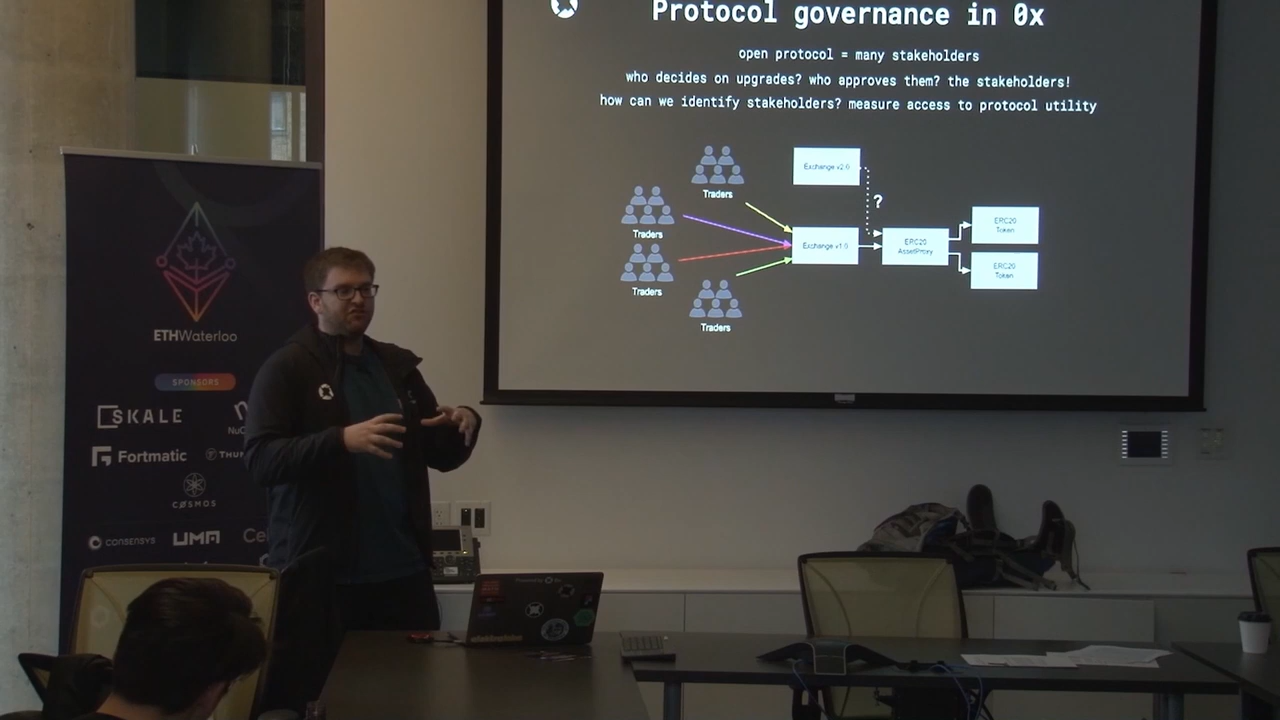 Protocol governance in 0x
open protocol = many stakeholders
who decides on upgrades? who approves them? the stakeholders!
how can we identify stakeholders? measure access to protocol utility
Traders
Exchange v2.0
?
Traders
ERC20
Token
Exchange v1.0
ERC20
AssetProxy
ERC20
Token
Traders
Traders
ETHWaterloo
SPONSORS
SKALE
Fortmatic
COSMOS
CONSENSYS
UMA